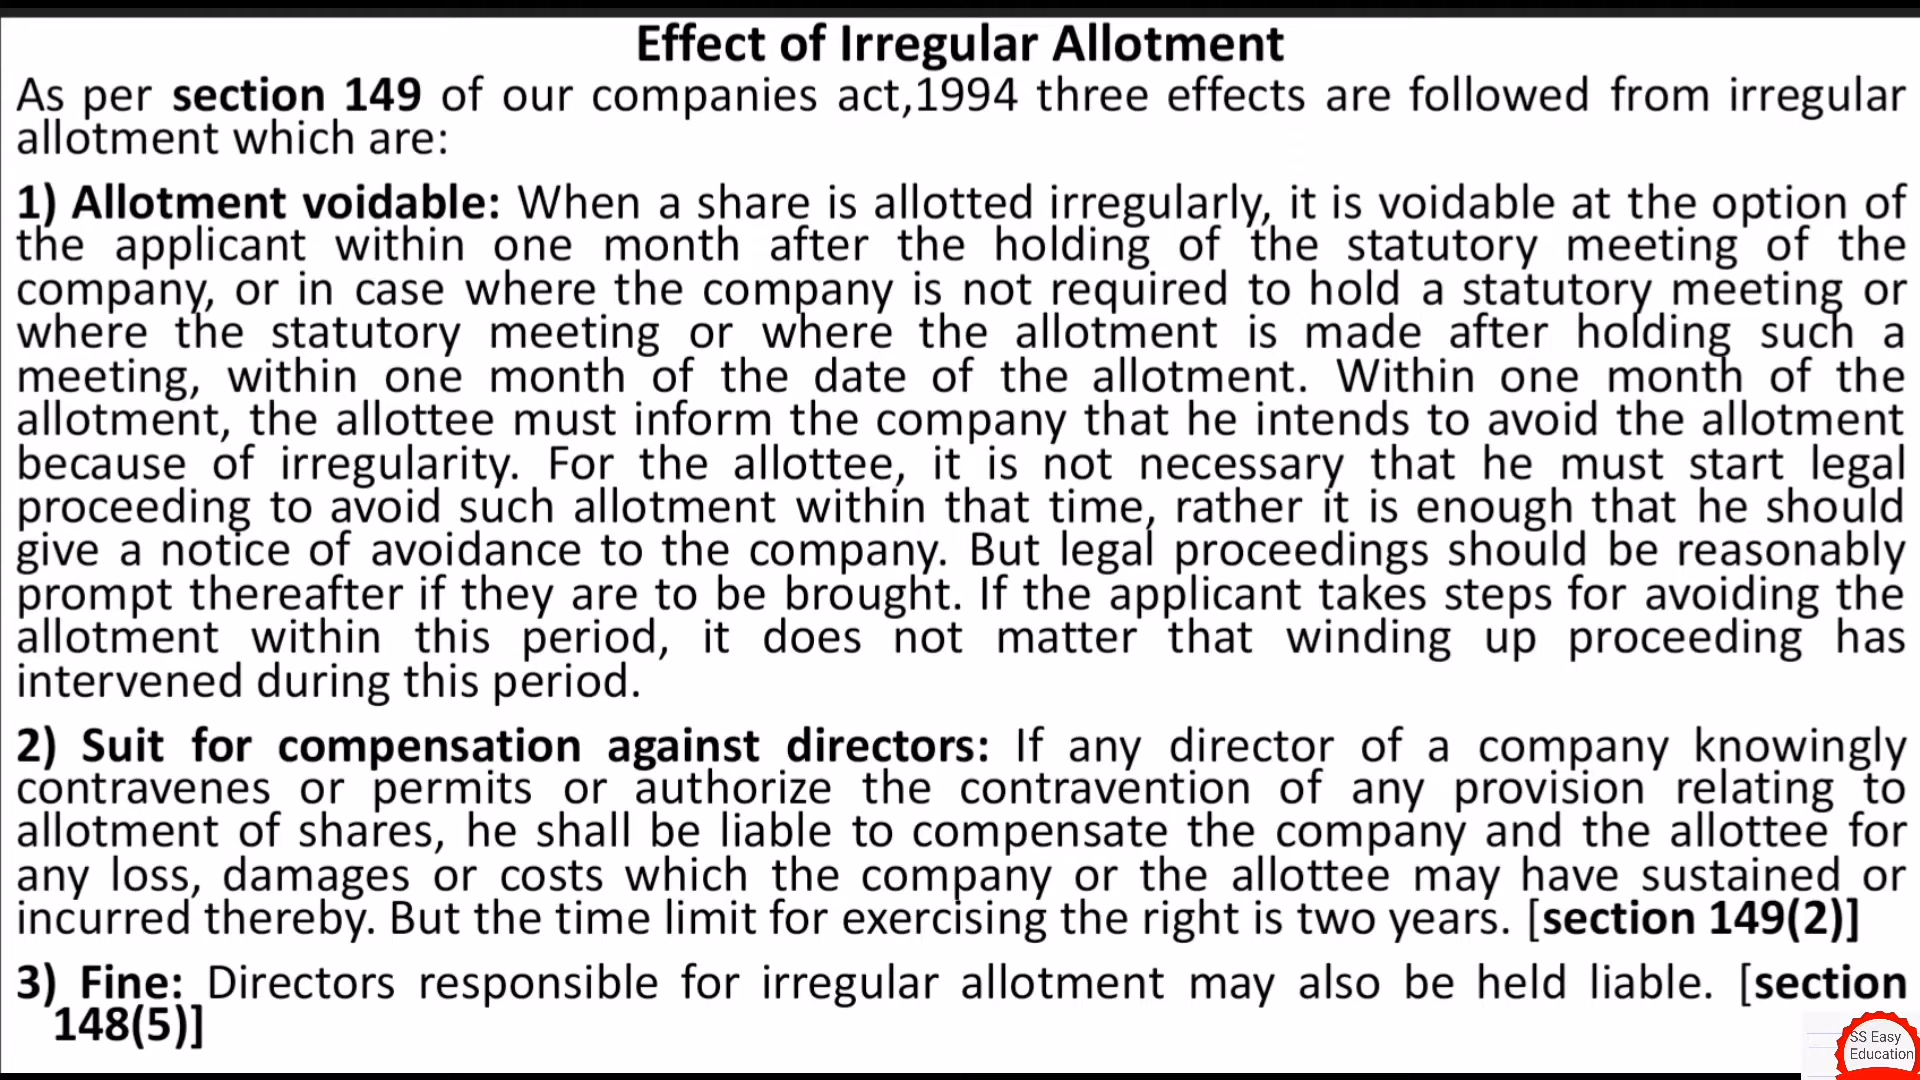 Effect of Irregular Allotment
As per section 149 of our companies act,1994 three effects are followed from irregular
allotment which are:
1) Allotment voidable: When a share is allotted irregularly, it is voidable at the option of
the applicant within one month after the holding of the statutory meeting of the
company, or in case where the company is not required to hold a statutory meeting or
where the statutory meeting or where the allotment is made after holding such a
meeting, within one month of the date of the allotment. Within one month of the
allotment, the allottee must inform the company that he intends to avoid the allotment
because of irregularity. For the allottee, it is not necessary that he must start legal
proceeding to avoid such allotment within that time, rather it is enough that he should
give a notice of avoidance to the company. But legal proceedings should be reasonably
prompt thereafter if they are to be brought. If the applicant takes steps for avoiding the
allotment within this period, it does not matter that winding up proceeding has
intervened during this period.
2) Suit for compensation against directors: If any director of a company knowingly
contravenes or permits or authorize the contravention of any provision relating to
allotment of shares, he shall be liable to compensate the company and the allottee for
any loss, damages or costs which the company or the allottee may have sustained or
incurred thereby. But the time limit for exercising the right is two years. [section 149(2)]
3) Fine: Directors responsible for irregular allotment may also be held liable. [section
148(5)]
SS Easy
Education